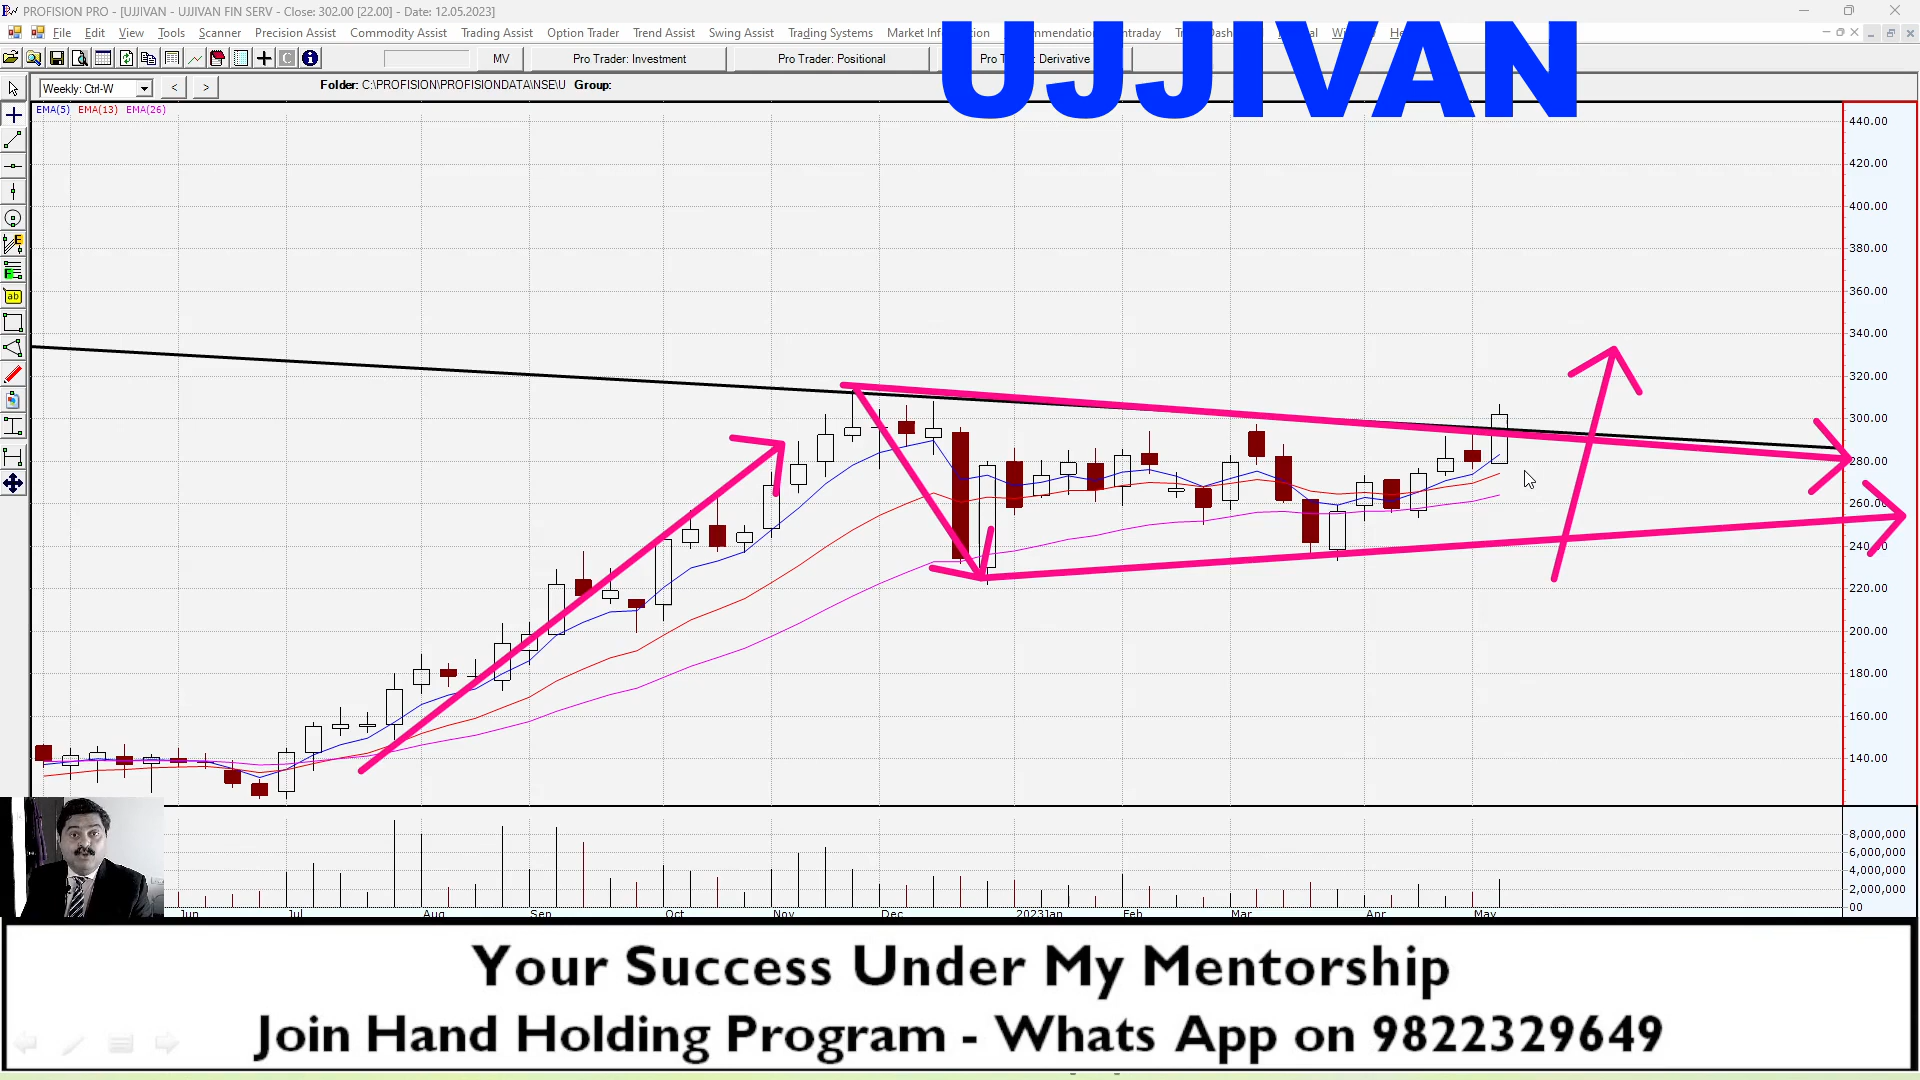 PROFISION PRO - [UJJIVAN - UJJIVAN FIN SERV - Close: 302.00 [22.00] - Date: 12.05.2023]
File Edit View Tools Scanner Precision Assist Commodity Assist Trading Assist Option Trader Trend Assist Swing Assist Trading Systems Market
UJJIVAN
MV Pro Trader: Investment Pro Trader: Positional Derivative
Weekly: Ctrl-W < > Folder: C:\PROFISION\PROFISIONDATA\NSE\U Group:
EMA(5) EMA(13) EMA(26)
440.00
420.00
400.00
380.00
360.00
340.00
320.00
300.00
280.00
260.00
240.00
220.00
200.00
180.00
160.00
140.00
8,000,000
6,000,000
4,000,000
2,000,000
00
Jun Jul Aug Sep Oct Nov Dec 2023Jan Feb Mar Apr May
Your Success Under My Mentorship
Join Hand Holding Program - Whats App on 9822329649